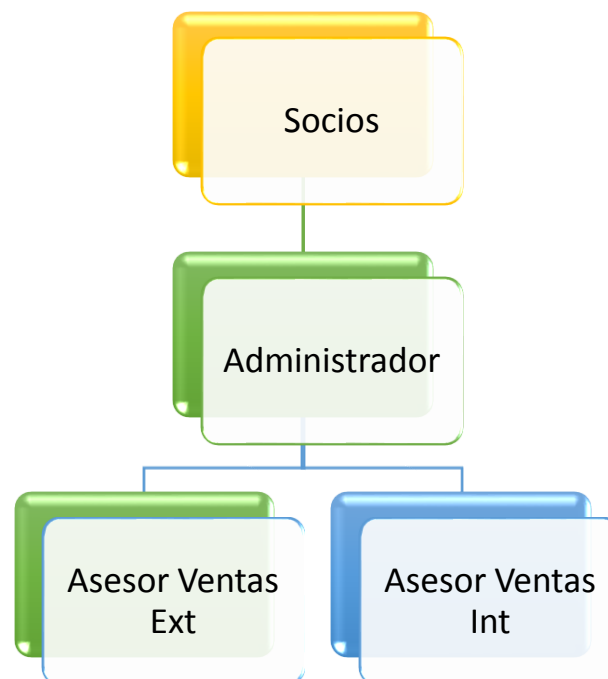 Socios
Administrador
Asesor Ventas
Ext
Asesor Ventas
Int